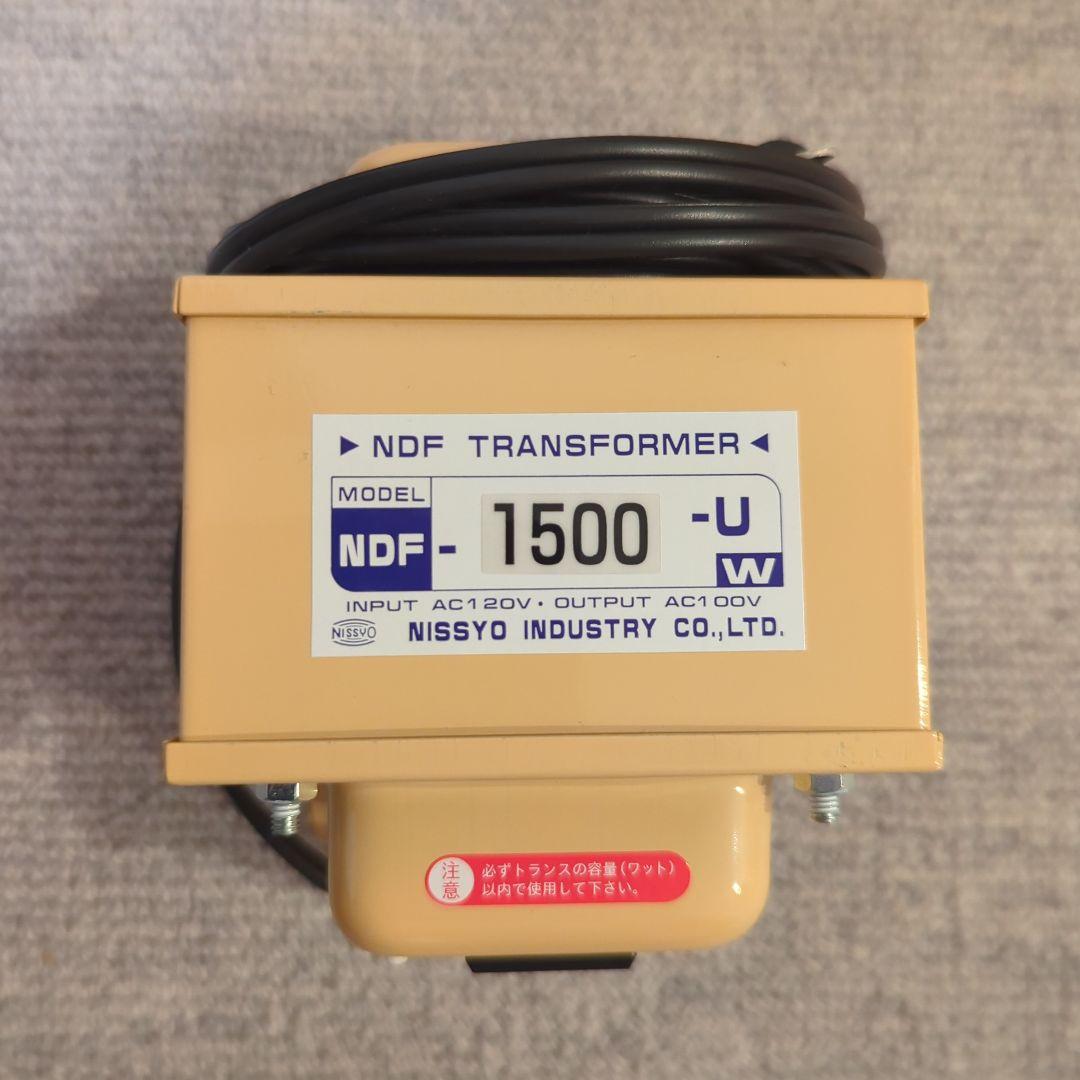 ▶ NDF TRANSFORMER ◀
MODEL
NDF- 1500 -U
W
INPUT AC120V・OUTPUT AC100V
NISSYO NISSYO INDUSTRY CO.,LTD.
注意 必ずトランスの容量(ワット)
以内で使用して下さい。